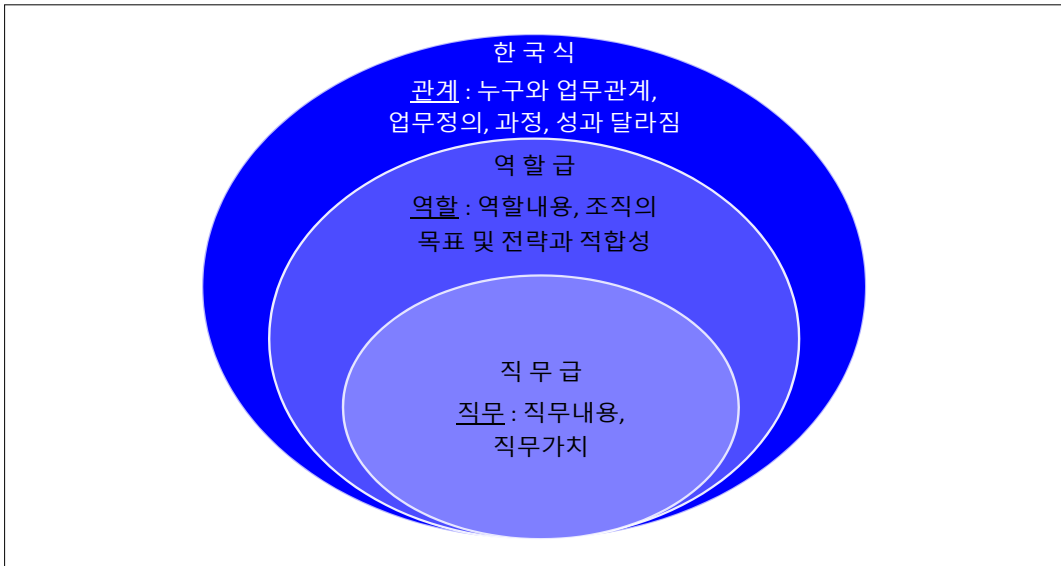 한 국 식
관계 : 누구와 업무관계,
업무정의, 과정, 성과 달라짐
역 할 급
역할 : 역할내용, 조직의
목표 및 전략과 적합성
직 무 급
직무 : 직무내용,
직무가치